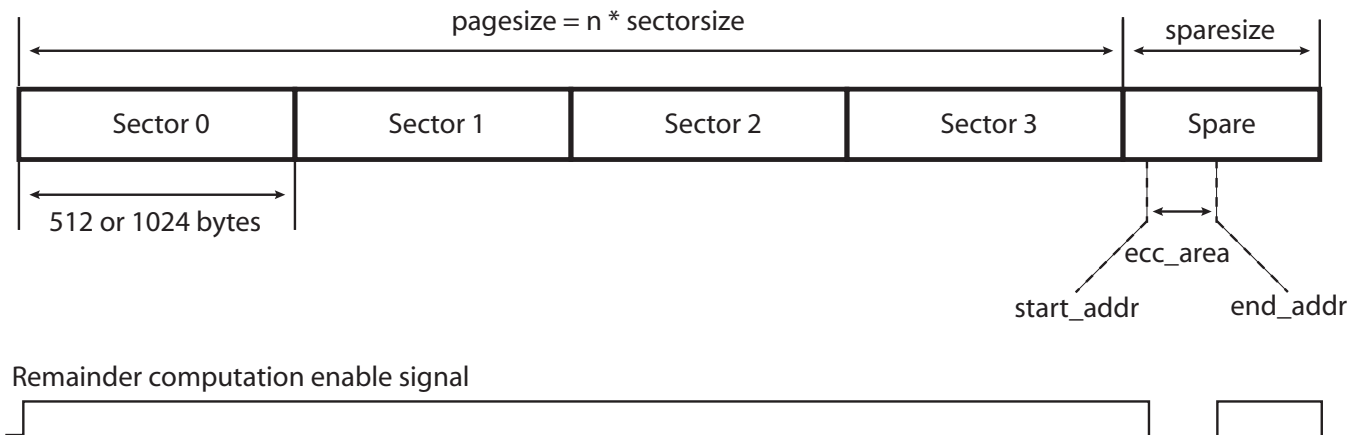 pagesize = n * sectorsize
sparesize
Sector 0
Sector 1
Sector 2
Sector 3
Spare
512 or 1024 bytes
ecc_area
start_addr
end_addr
Remainder computation enable signal